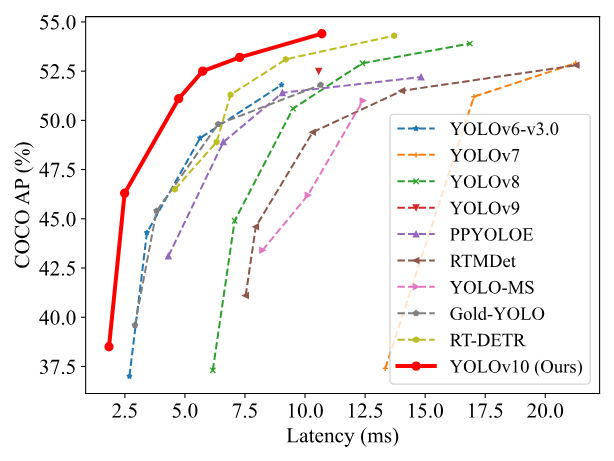 55.0
52.5
50.0
47.5
45.0
42.5
40.0
37.5
COCO AP (%)
2.5 5.0 7.5 10.0 12.5 15.0 17.5 20.0
Latency (ms)
YOLOv6-v3.0
YOLOv7
YOLOv8
YOLOv9
PPYOLOE
RTMDet
YOLO-MS
Gold-YOLO
RT-DETR
YOLOv10 (Ours)